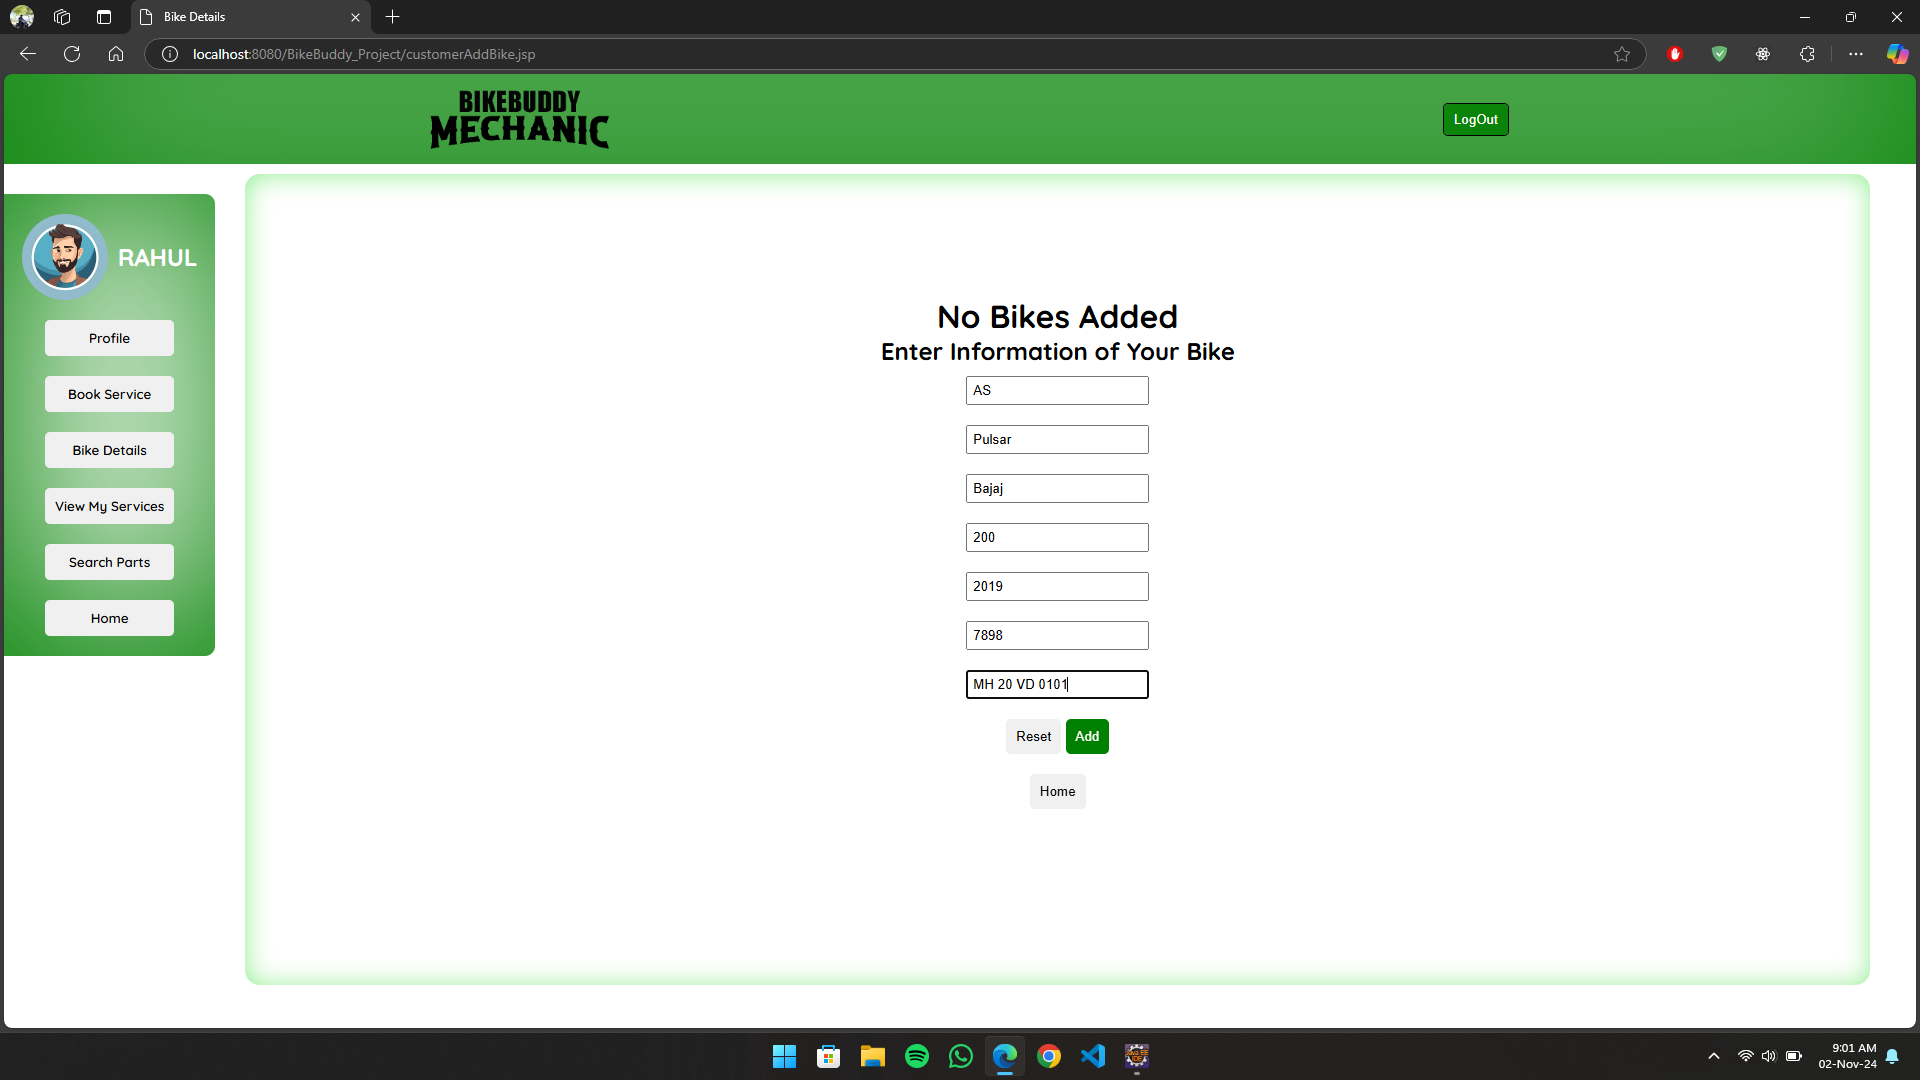 Bike Details
localhost:8080/BikeBuddy_Project/customerAddBike.jsp
BIKEBUDDY
MECHANIC
LogOut
RAHUL
Profile
Book Service
Bike Details
View My Services
Search Parts
Home
No Bikes Added
Enter Information of Your Bike
AS
Pulsar
Bajaj
200
2019
7898
MH 20 VD 0101
Reset Add
Home
9:01 AM
02-Nov-24